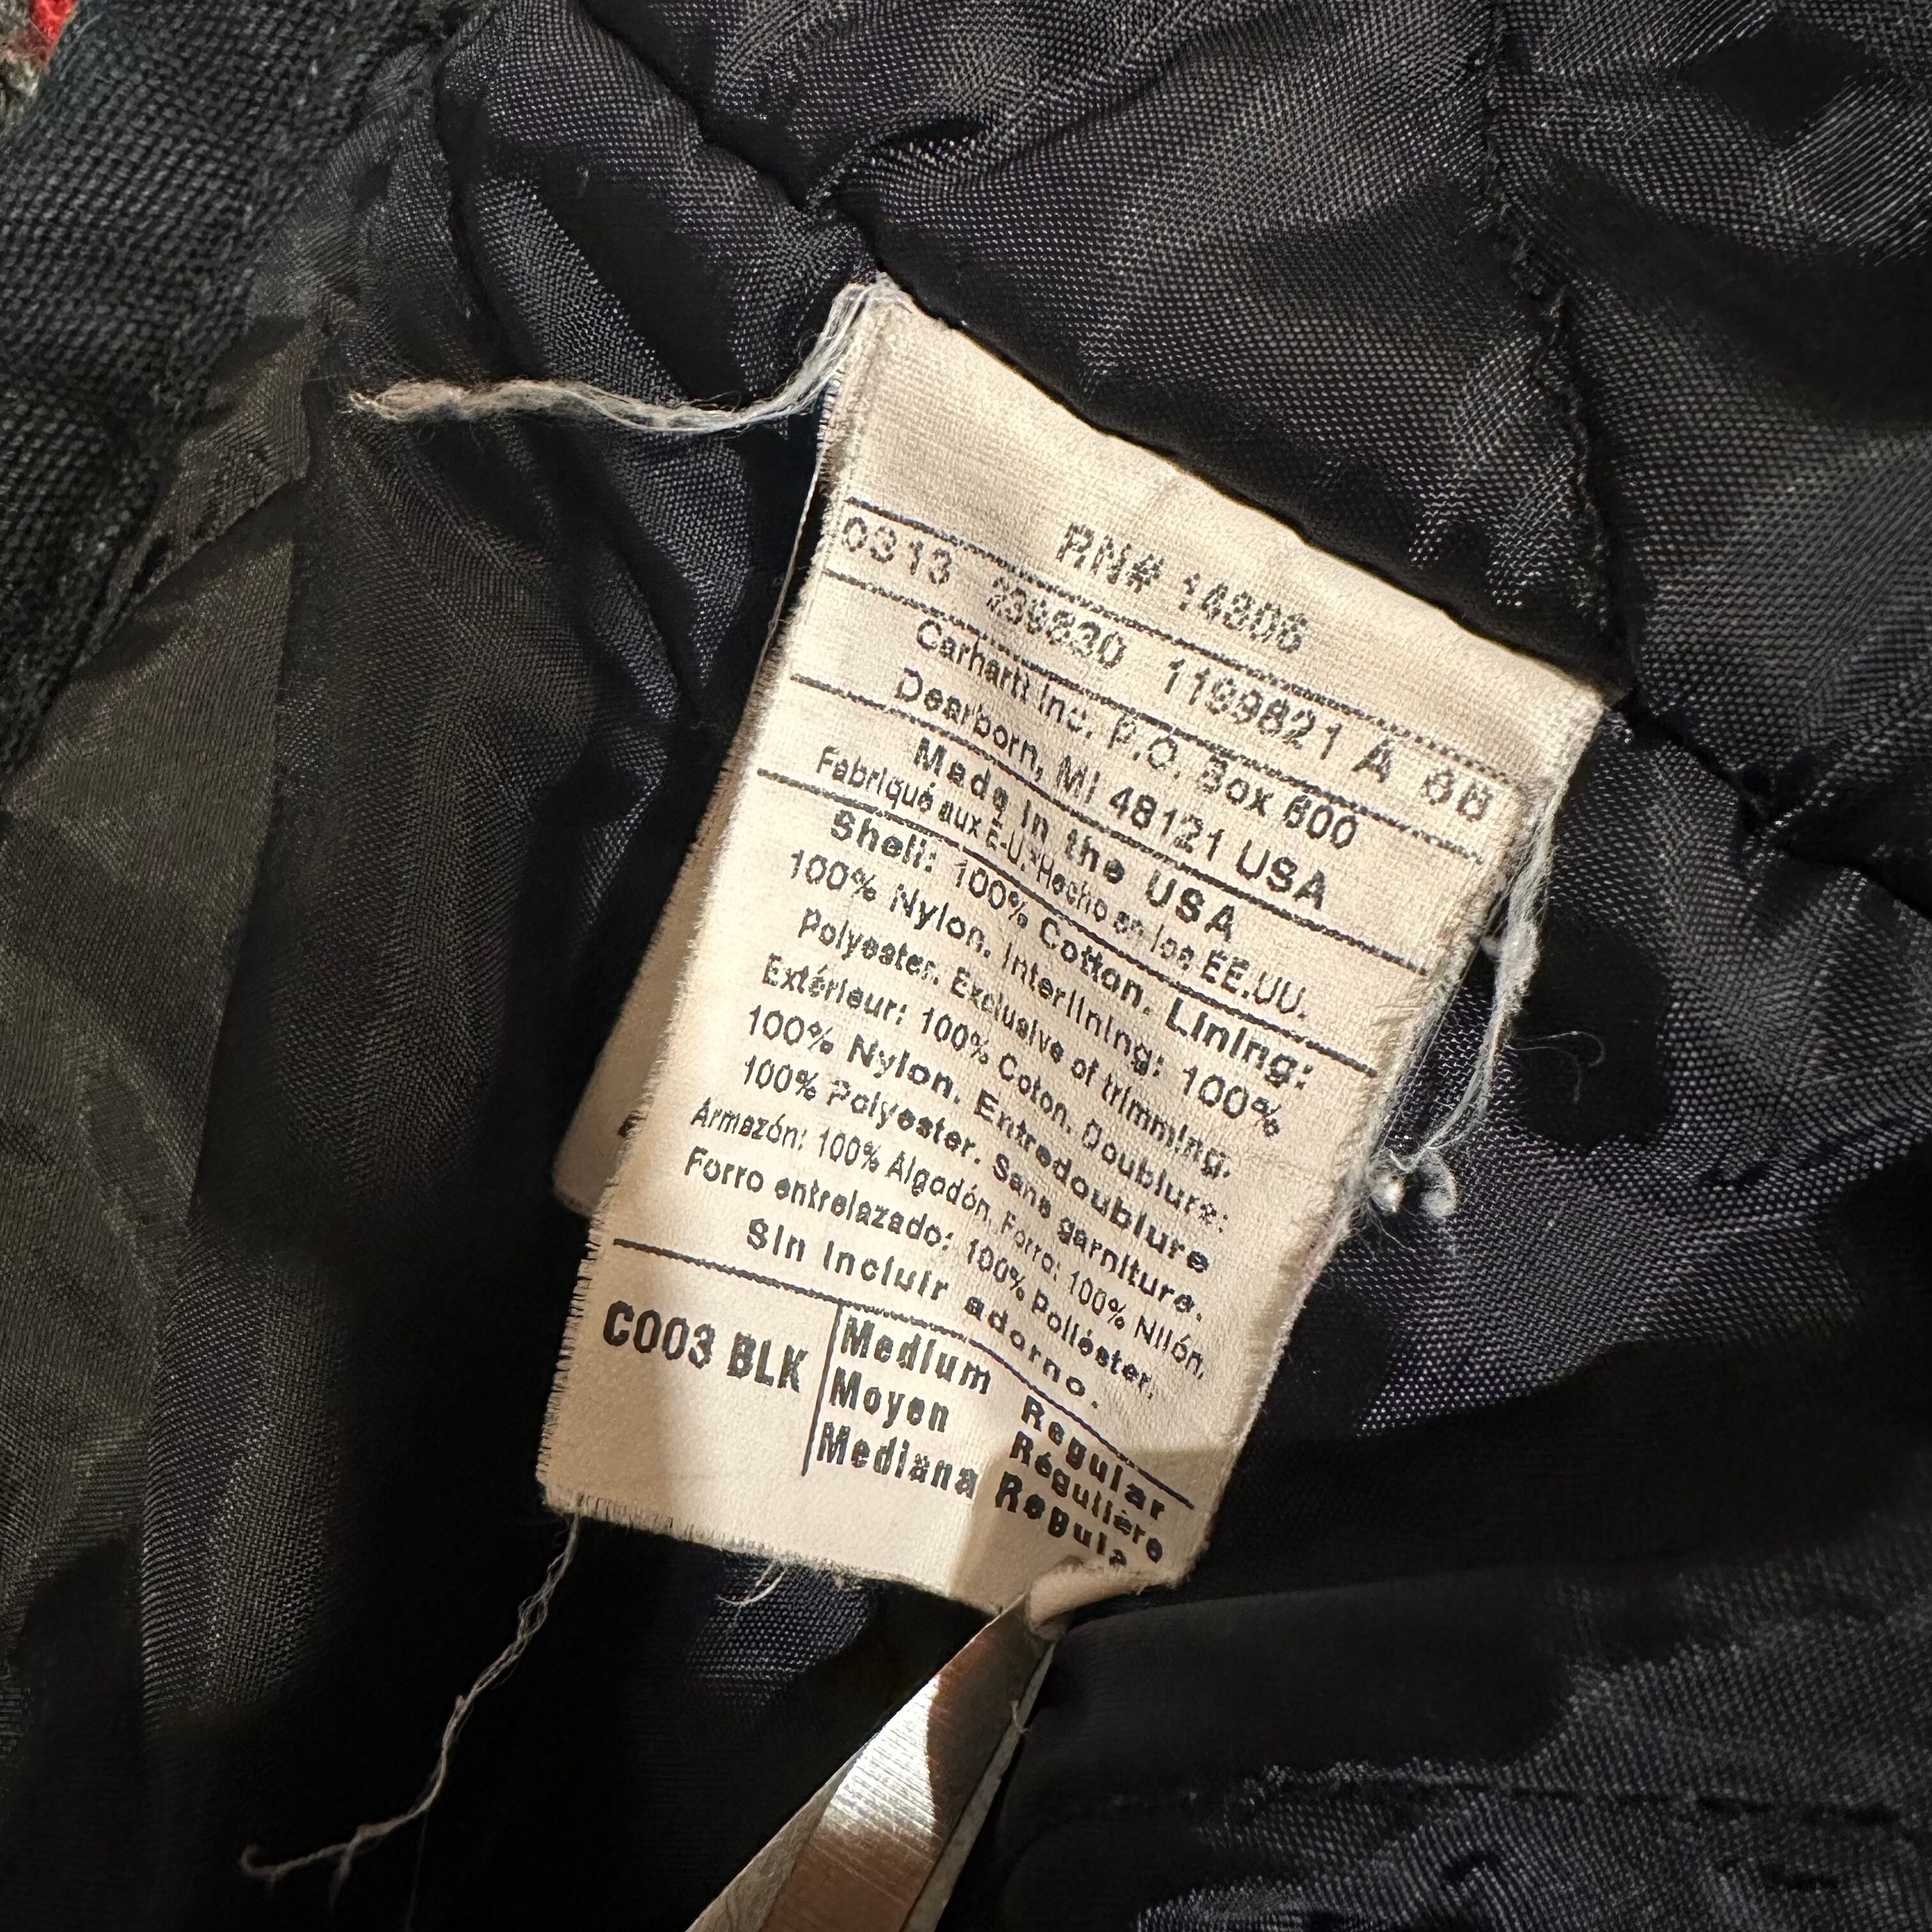 RN# 14806
0313 239830 1199821 A
Carhartt Inc. P.O. Box 600
Dearborn, MI 48121 USA
Made in the USA
Fabriqué aux E-U.*Hecho en los EE.UU.
Shell: 100% Cotton. Lining:
100% Nylon. Interlining: 100%
Polyester. Exclusive of trimming.
Extérieur: 100% Coton. Doublure:
100% Nylon. Entredoublure
100% Polyester. Sans garniture.
Armazón: 100% Algodón. Forro: 100% Nilón.
Forro entrelazado: 100% Poliéster.
Sin incluir adorno.
C003 BLK
Medium Regular
Moyen Régulière
Mediana Regula